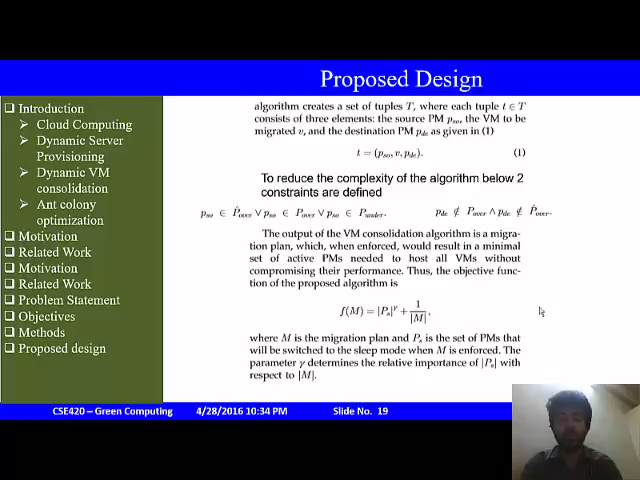 Proposed Design
Introduction
Cloud Computing
Dynamic Server
Provisioning
Dynamic VM
consolidation
Ant colony
optimization
Motivation
Related Work
Motivation
Related Work
Problem Statement
Objectives
Methods
Proposed design
algorithm creates a set of tuples T, where each tuple t ∈ T
consists of three elements: the source PM p_so, the VM to be
migrated v, and the destination PM p_de as given in (1)
t = (p_so, v, p_de). (1)
To reduce the complexity of the algorithm below 2
constraints are defined
p_so ∈ P̂_over ∨ p_so ∈ P_over ∨ p_so ∈ P_under. p_de ∉ P_over ∧ p_de ∉ P̂_over.
The output of the VM consolidation algorithm is a migra-
tion plan, which, when enforced, would result in a minimal
set of active PMs needed to host all VMs without
compromising their performance. Thus, the objective func-
tion of the proposed algorithm is
f(M) = |P_s|^γ + 1/|M|,
where M is the migration plan and P_s is the set of PMs that
will be switched to the sleep mode when M is enforced. The
parameter γ determines the relative importance of |P_s| with
respect to |M|.
CSE420 – Green Computing 4/28/2016 10:34 PM Slide No. 19